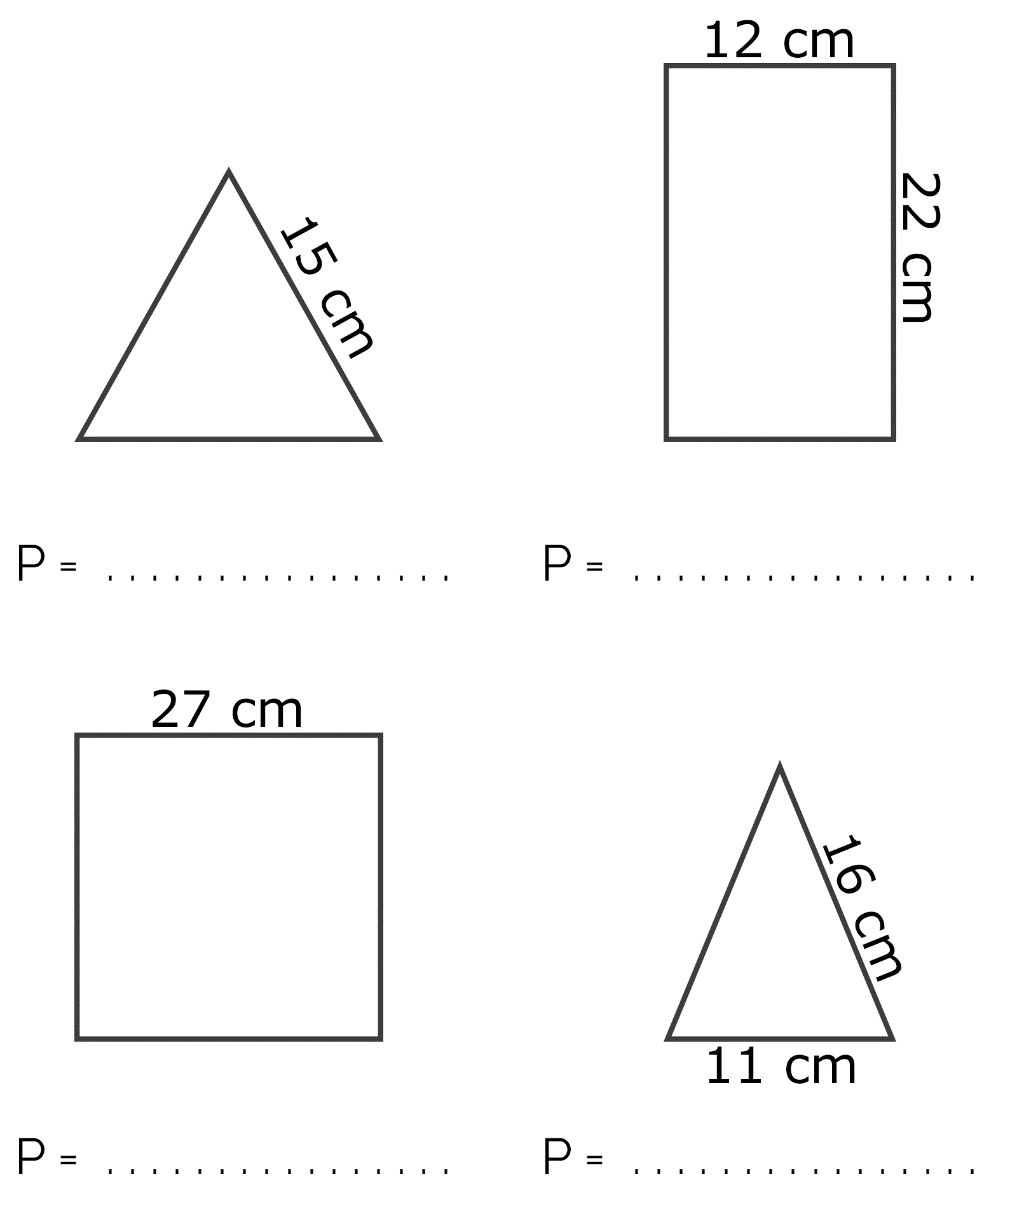 12 cm
15 cm
22 cm
P = . . . . . . . . . . . . . . . .
P = . . . . . . . . . . . . . . . .
27 cm
16 cm
11 cm
P = . . . . . . . . . . . . . . . .
P = . . . . . . . . . . . . . . . .